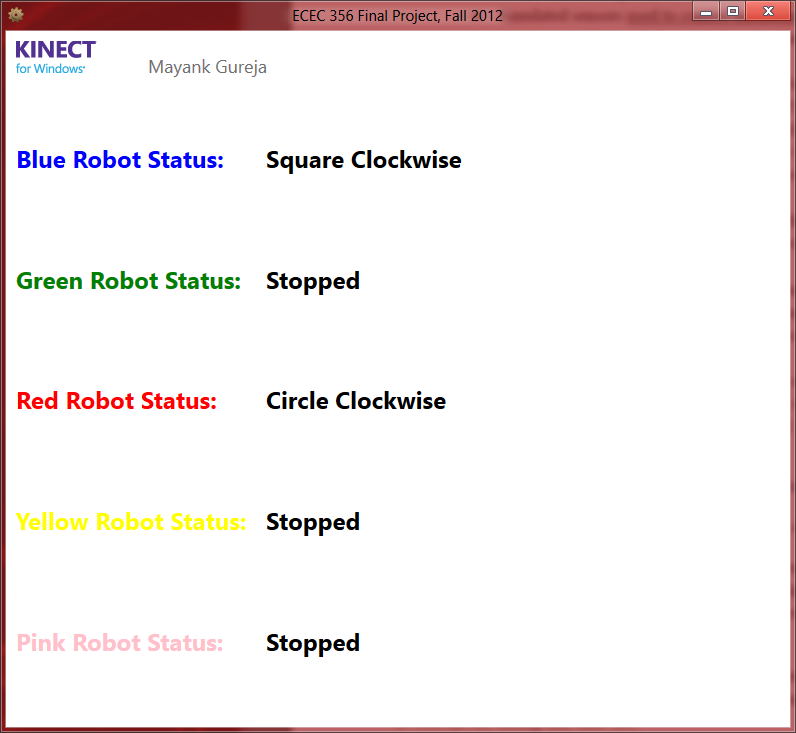 ECEC 356 Final Project, Fall 2012
KINECT
for Windows
Mayank Gureja
Blue Robot Status: Square Clockwise
Green Robot Status: Stopped
Red Robot Status: Circle Clockwise
Yellow Robot Status: Stopped
Pink Robot Status: Stopped